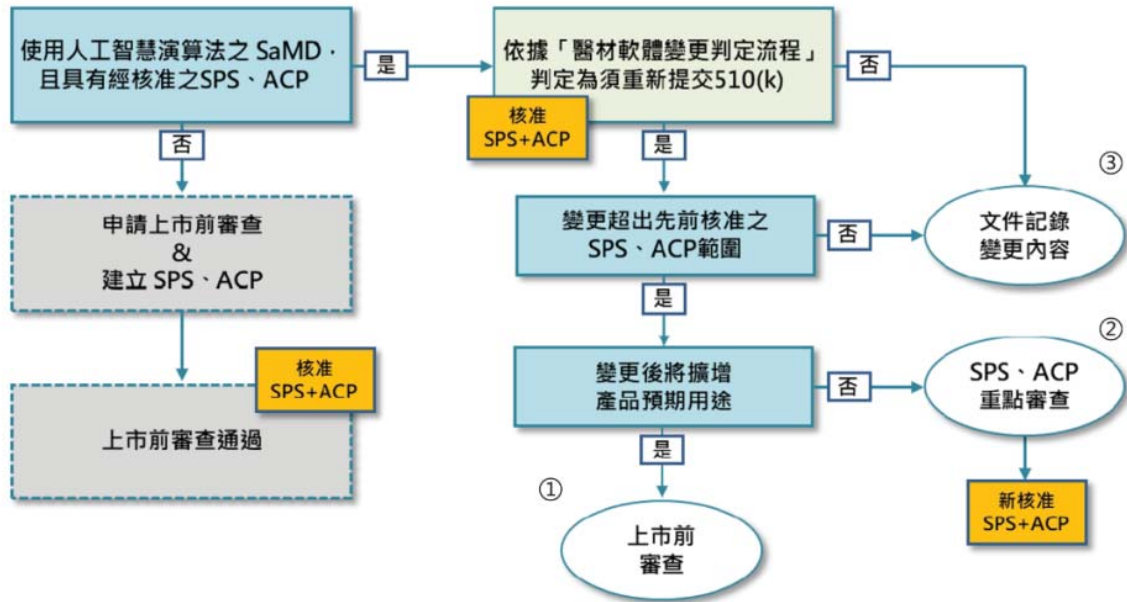 使用人工智慧演算法之 SaMD，
且具有經核准之SPS、ACP
是
依據「醫材軟體變更判定流程」
判定為須重新提交510(k)
否
核准
SPS+ACP
否
是
③
申請上市前審查
&
建立 SPS、ACP
變更超出先前核准之
SPS、ACP範圍
否
文件記錄
變更內容
是
②
核准
SPS+ACP
上市前審查通過
變更後將擴增
產品預期用途
否
SPS、ACP
重點審查
是
①
新核准
SPS+ACP
上市前
審查